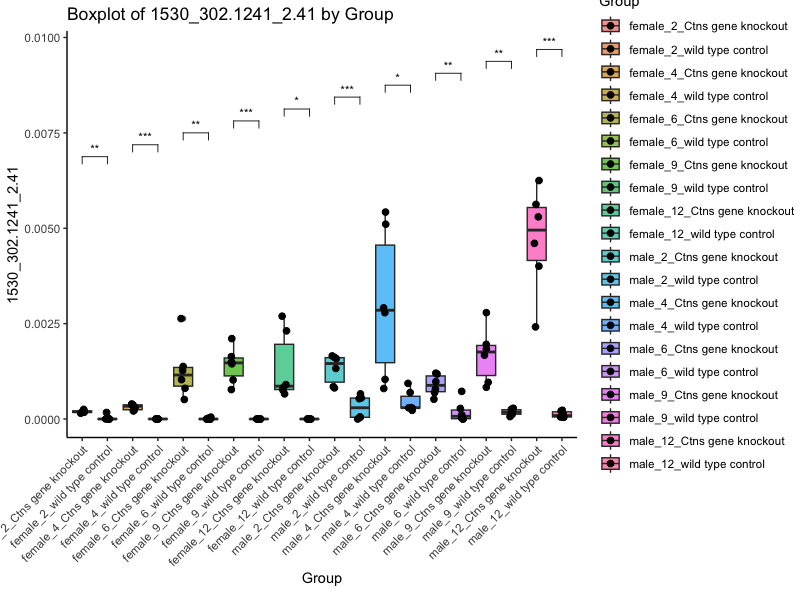 Boxplot of 1530_302.1241_2.41 by Group
1530_302.1241_2.41
0.0100
0.0075
0.0050
0.0025
0.0000
**
***
**
***
*
***
*
**
**
***
_2_Ctns gene knockout
female_2_wild type control
female_4_Ctns gene knockout
female_4_wild type control
female_6_Ctns gene knockout
female_6_wild type control
female_9_Ctns gene knockout
female_9_wild type control
female_12_Ctns gene knockout
female_12_wild type control
male_2_Ctns gene knockout
male_2_wild type control
male_4_Ctns gene knockout
male_4_wild type control
male_6_Ctns gene knockout
male_6_wild type control
male_9_Ctns gene knockout
male_9_wild type control
male_12_Ctns gene knockout
male_12_wild type control
Group
Group
female_2_Ctns gene knockout
female_2_wild type control
female_4_Ctns gene knockout
female_4_wild type control
female_6_Ctns gene knockout
female_6_wild type control
female_9_Ctns gene knockout
female_9_wild type control
female_12_Ctns gene knockout
female_12_wild type control
male_2_Ctns gene knockout
male_2_wild type control
male_4_Ctns gene knockout
male_4_wild type control
male_6_Ctns gene knockout
male_6_wild type control
male_9_Ctns gene knockout
male_9_wild type control
male_12_Ctns gene knockout
male_12_wild type control